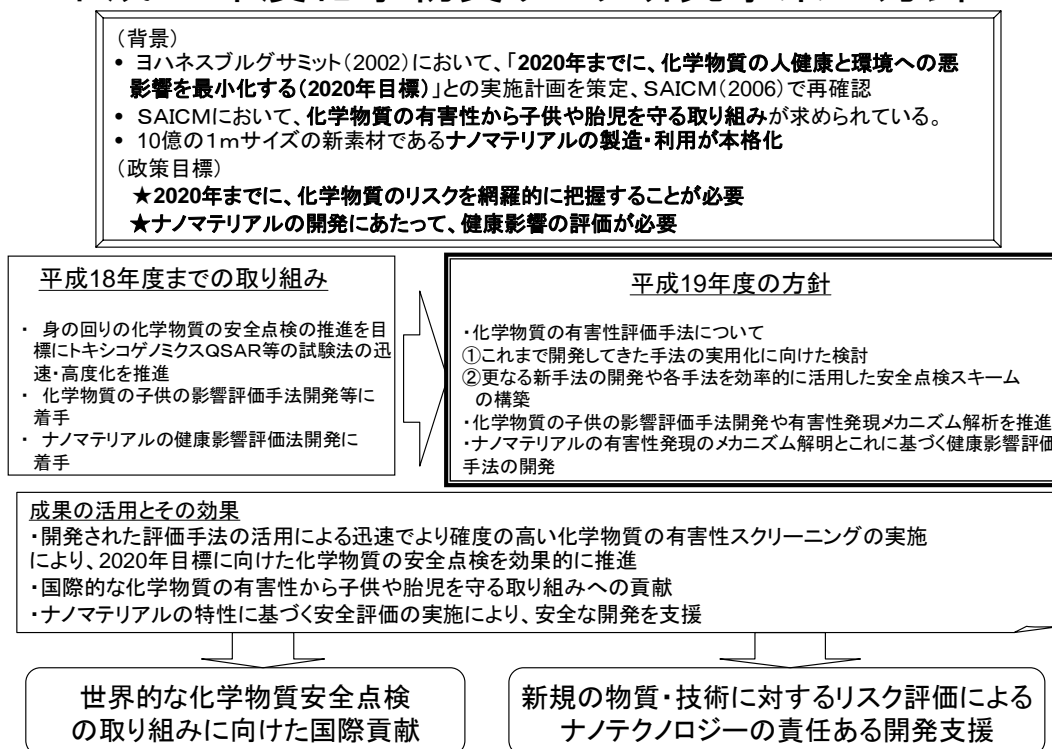 （背景）
• ヨハネスブルグサミット（2002）において、「2020年までに、化学物質の人健康と環境への悪
影響を最小化する（2020年目標）」との実施計画を策定、SAICM（2006）で再確認
• SAICMにおいて、化学物質の有害性から子供や胎児を守る取り組みが求められている。
• 10億の1mサイズの新素材であるナノマテリアルの製造・利用が本格化
（政策目標）
★2020年までに、化学物質のリスクを網羅的に把握することが必要
★ナノマテリアルの開発にあたって、健康影響の評価が必要
平成18年度までの取り組み
・ 身の回りの化学物質の安全点検の推進を目
標にトキシコゲノミクスQSAR等の試験法の迅
速・高度化を推進
・ 化学物質の子供の影響評価手法開発等に
着手
・ ナノマテリアルの健康影響評価法開発に
着手
平成19年度の方針
・化学物質の有害性評価手法について
①これまで開発してきた手法の実用化に向けた検討
②更なる新手法の開発や各手法を効率的に活用した安全点検スキーム
の構築
・化学物質の子供の影響評価手法開発や有害性発現メカニズム解析を推進
・ナノマテリアルの有害性発現のメカニズム解明とこれに基づく健康影響評価
手法の開発
成果の活用とその効果
・開発された評価手法の活用による迅速でより確度の高い化学物質の有害性スクリーニングの実施
により、2020年目標に向けた化学物質の安全点検を効果的に推進
・国際的な化学物質の有害性から子供や胎児を守る取り組みへの貢献
・ナノマテリアルの特性に基づく安全評価の実施により、安全な開発を支援
世界的な化学物質安全点検
の取り組みに向けた国際貢献
新規の物質・技術に対するリスク評価による
ナノテクノロジーの責任ある開発支援